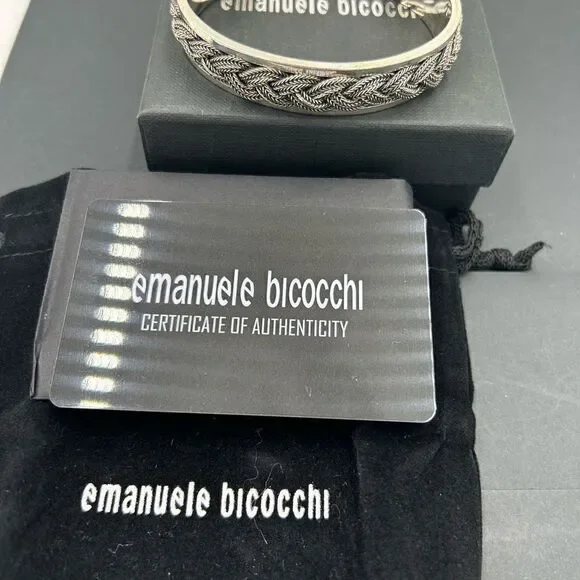 emanuele bicocchi
emanuele bicocchi
CERTIFICATE OF AUTHENTICITY
emanuele bicocchi